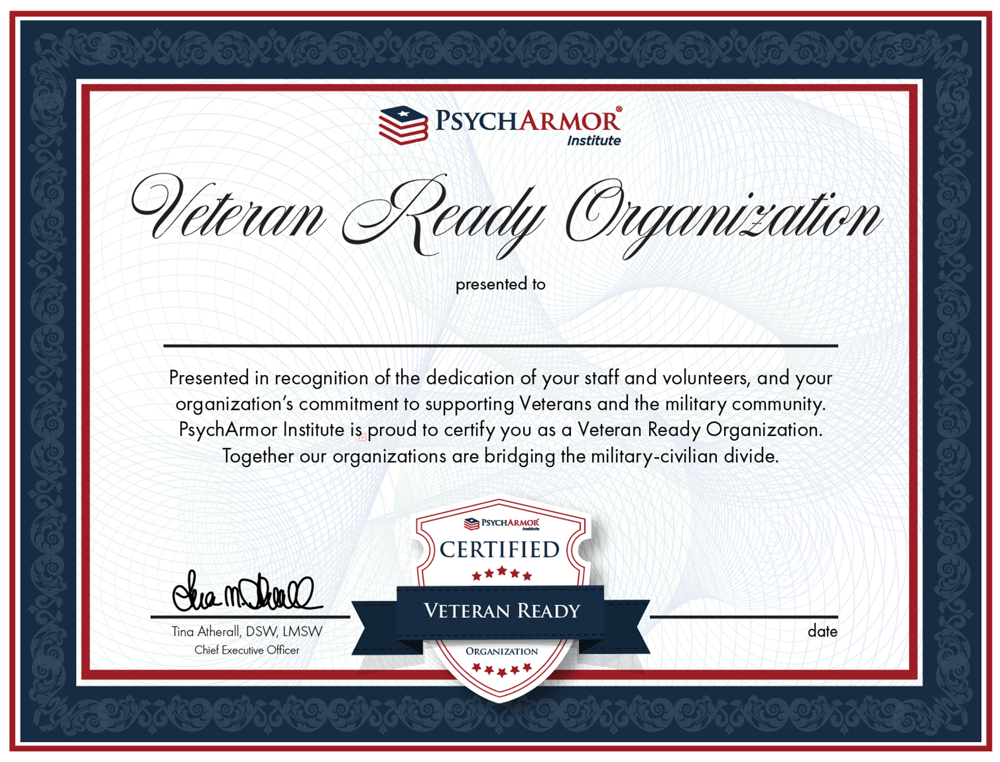 PSYCHARMOR®
Institute
Veteran Ready Organization
presented to
Presented in recognition of the dedication of your staff and volunteers, and your
organization’s commitment to supporting Veterans and the military community.
PsychArmor Institute is proud to certify you as a Veteran Ready Organization.
Together our organizations are bridging the military-civilian divide.
PSYCHARMOR
Institute
CERTIFIED
VETERAN READY
ORGANIZATION
Tina M. Atherall
Tina Atherall, DSW, LMSW
Chief Executive Officer
date